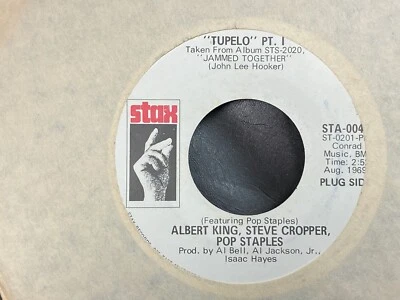 "TUPELO" PT. I
Taken From Album STS-2020,
"JAMMED TOGETHER"
(John Lee Hooker)
stax
STA-004
ST-0201-P
Conrad
Music, BM
Time: 2:5
Aug. 1969
PLUG SID
(Featuring Pop Staples)
ALBERT KING, STEVE CROPPER,
POP STAPLES
Prod. by Al Bell, Al Jackson, Jr.,
Isaac Hayes